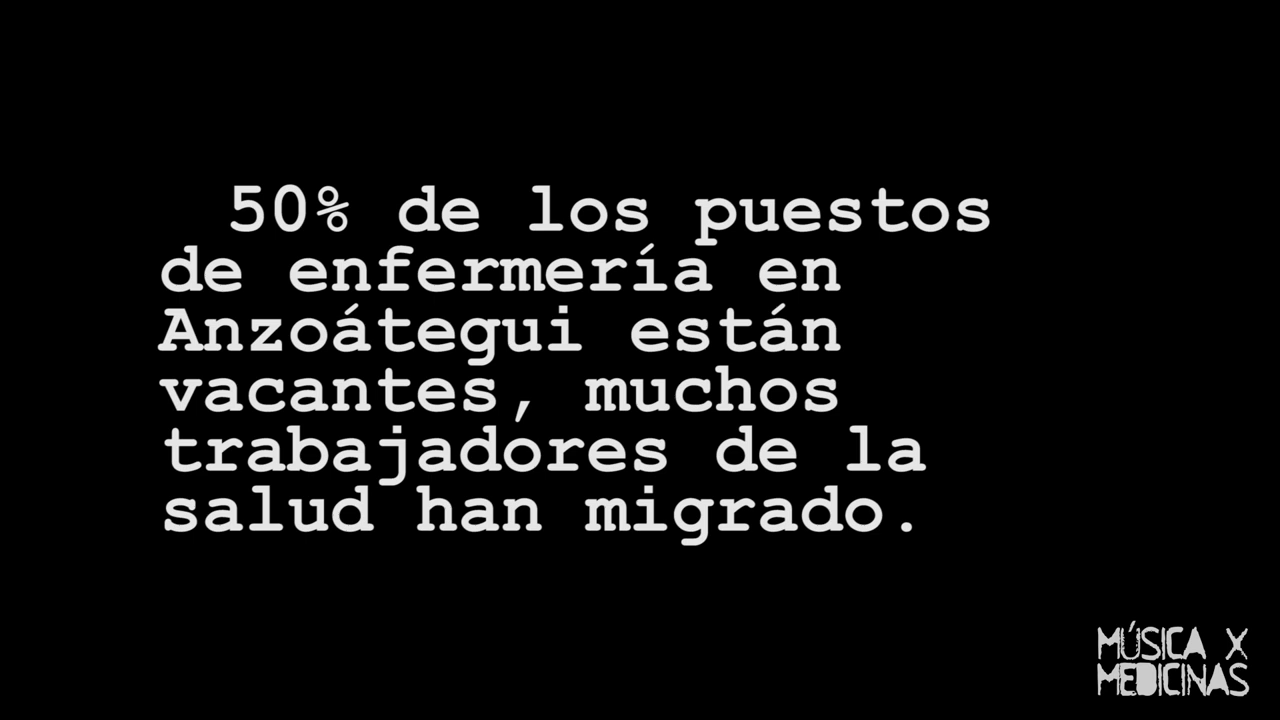 50% de los puestos
de enfermería en
Anzoátegui están
vacantes, muchos
trabajadores de la
salud han migrado.
MÚSICA X
MEDICINAS